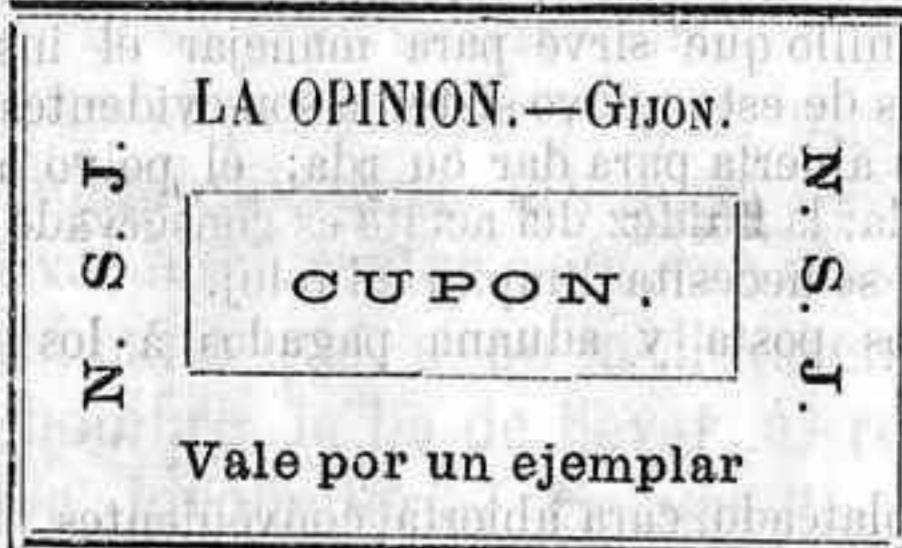 LA OPINION.—GIJON.
N. S. J.
CUPON.
N. S. J.
Vale por un ejemplar